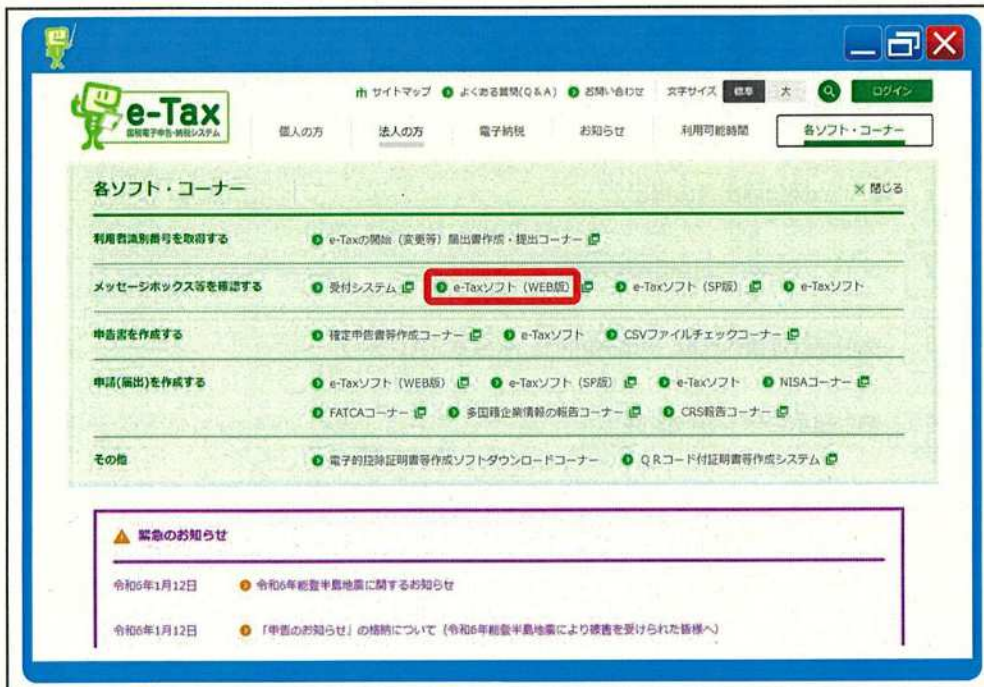 サイトマップ よくある質問(Q&A) お問い合わせ 文字サイズ 標準 大 ログイン
e-Tax
国税電子申告・納税システム
個人の方 法人の方 電子納税 お知らせ 利用可能時間 各ソフト・コーナー
各ソフト・コーナー × 閉じる
利用者識別番号を取得する e-Taxの開始(変更等)届出書作成・提出コーナー
メッセージボックス等を確認する 受付システム e-Taxソフト(WEB版) e-Taxソフト(SP版) e-Taxソフト
申告書を作成する 確定申告書等作成コーナー e-Taxソフト CSVファイルチェックコーナー
申請(届出)を作成する e-Taxソフト(WEB版) e-Taxソフト(SP版) e-Taxソフト NISAコーナー
FATCAコーナー 多国籍企業情報の報告コーナー CRS報告コーナー
その他 電子的控除証明書等作成ソフトダウンロードコーナー QRコード付証明書等作成システム
緊急のお知らせ
令和6年1月12日 令和6年能登半島地震に関するお知らせ
令和6年1月12日 「申告のお知らせ」の格納について(令和6年能登半島地震により被害を受けられた皆様へ)